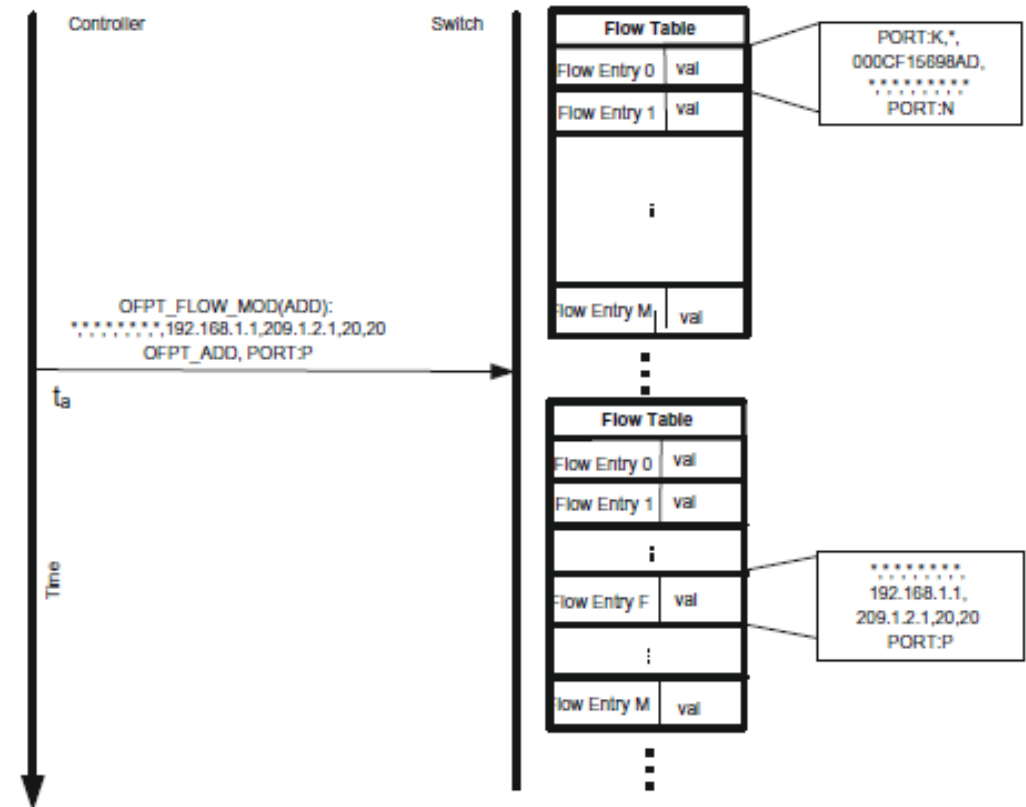 Controller
Switch
OFPT_FLOW_MOD(ADD):
*,*,*,*,*,*,*,*,192.168.1.1,209.1.2.1,20,20
OFPT_ADD, PORT:P
ta
Time
Flow Table
Flow Entry 0 val
Flow Entry 1 val
Flow Entry M val
PORT:K,*,
000CF15698AD,
*,*,*,*,*,*,*,*,*
PORT:N
Flow Table
Flow Entry 0 val
Flow Entry 1 val
Flow Entry F val
Flow Entry M val
*,*,*,*,*,*,*,*,
192.168.1.1,
209.1.2.1,20,20
PORT:P